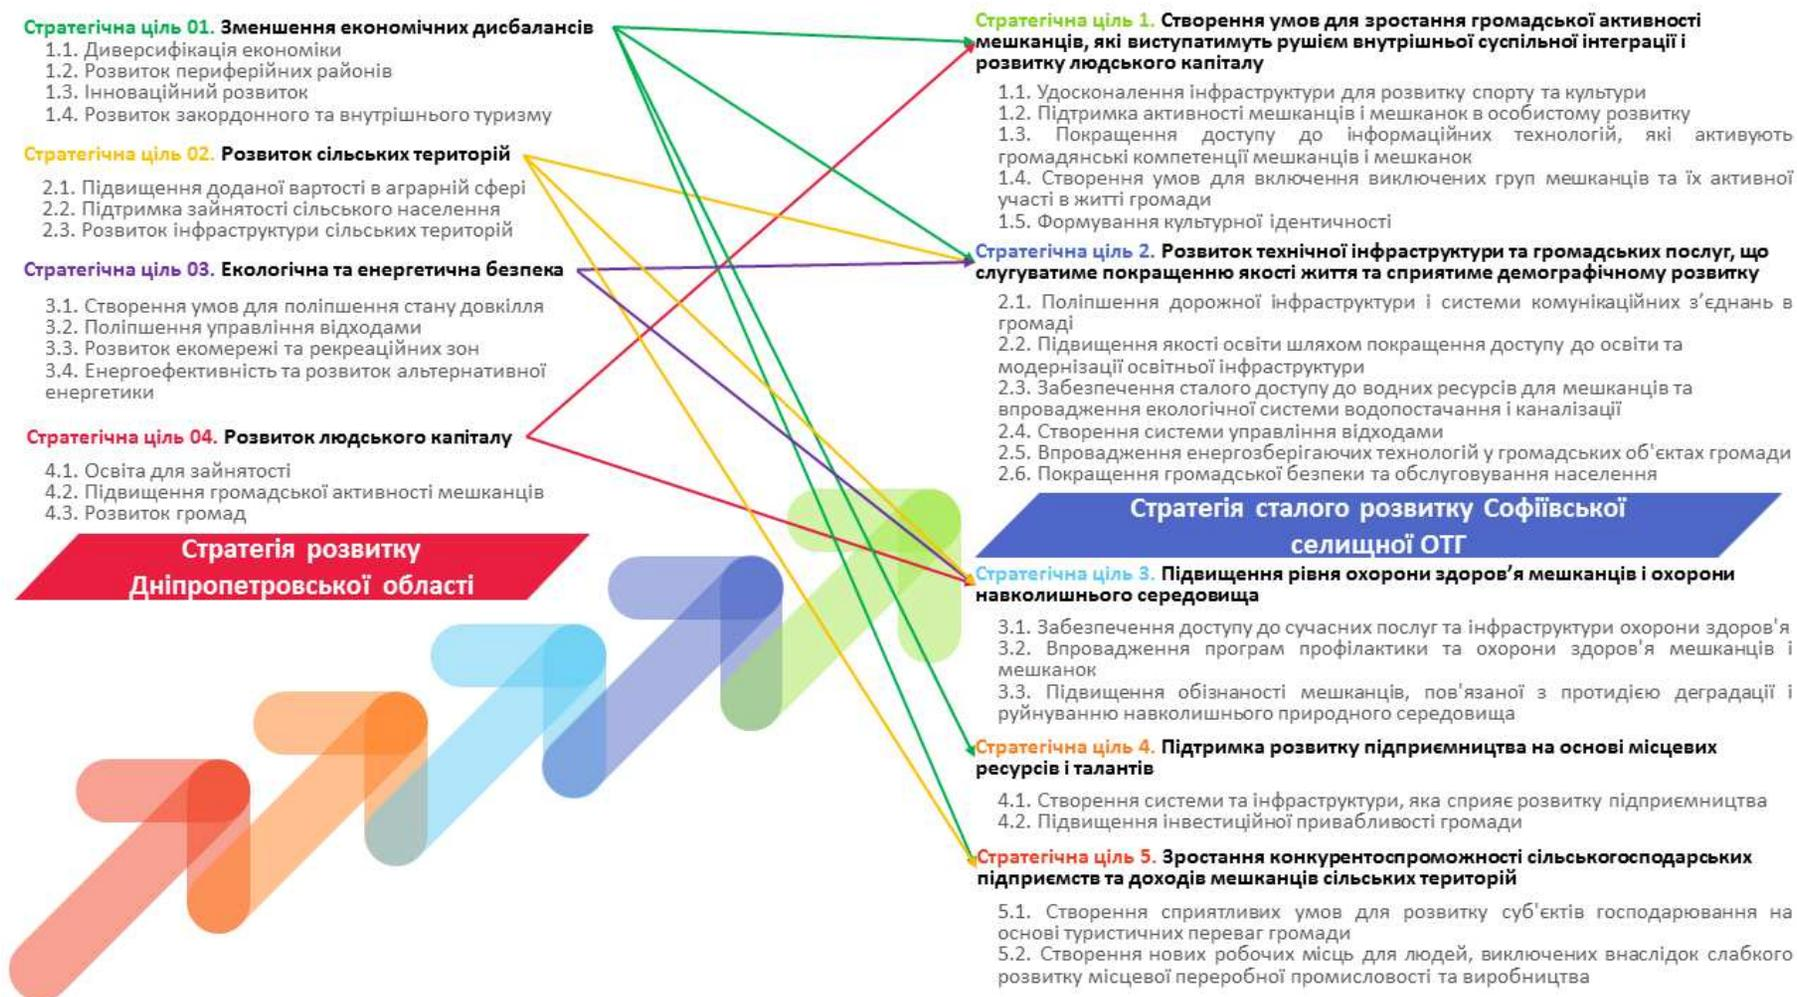 Стратегічна ціль 01. Зменшення економічних дисбалансів
1.1. Диверсифікація економіки
1.2. Розвиток периферійних районів
1.3. Інноваційний розвиток
1.4. Розвиток закордонного та внутрішнього туризму
Стратегічна ціль 02. Розвиток сільських територій
2.1. Підвищення доданої вартості в аграрній сфері
2.2. Підтримка зайнятості сільського населення
2.3. Розвиток інфраструктури сільських територій
Стратегічна ціль 03. Екологічна та енергетична безпека
3.1. Створення умов для поліпшення стану довкілля
3.2. Поліпшення управління відходами
3.3. Розвиток екомережі та рекреаційних зон
3.4. Енергоефективність та розвиток альтернативної
енергетики
Стратегічна ціль 04. Розвиток людського капіталу
4.1. Освіта для зайнятості
4.2. Підвищення громадської активності мешканців
4.3. Розвиток громад
Стратегія розвитку
Дніпропетровської області
Стратегічна ціль 1. Створення умов для зростання громадської активності
мешканців, які виступатимуть рушієм внутрішньої суспільної інтеграції і
розвитку людського капіталу
1.1. Удосконалення інфраструктури для розвитку спорту та культури
1.2. Підтримка активності мешканців і мешканок в особистому розвитку
1.3. Покращення доступу до інформаційних технологій, які активують
громадянські компетенції мешканців і мешканок
1.4. Створення умов для включення виключених груп мешканців та їх активної
участі в житті громади
1.5. Формування культурної ідентичності
Стратегічна ціль 2. Розвиток технічної інфраструктури та громадських послуг, що
слугуватиме покращенню якості життя та сприятиме демографічному розвитку
2.1. Поліпшення дорожної інфраструктури і системи комунікаційних з’єднань в
громаді
2.2. Підвищення якості освіти шляхом покращення доступу до освіти та
модернізації освітньої інфраструктури
2.3. Забезпечення сталого доступу до водних ресурсів для мешканців та
впровадження екологічної системи водопостачання і каналізації
2.4. Створення системи управління відходами
2.5. Впровадження енергозберігаючих технологій у громадських об'єктах громади
2.6. Покращення громадської безпеки та обслуговування населення
Стратегія сталого розвитку Софіївської
селищної ОТГ
Стратегічна ціль 3. Підвищення рівня охорони здоров’я мешканців і охорони
навколишнього середовища
3.1. Забезпечення доступу до сучасних послуг та інфраструктури охорони здоров'я
3.2. Впровадження програм профілактики та охорони здоров'я мешканців і
мешканок
3.3. Підвищення обізнаності мешканців, пов'язаної з протидією деградації і
руйнуванню навколишнього природного середовища
Стратегічна ціль 4. Підтримка розвитку підприємництва на основі місцевих
ресурсів і талантів
4.1. Створення системи та інфраструктури, яка сприяє розвитку підприємництва
4.2. Підвищення інвестиційної привабливості громади
Стратегічна ціль 5. Зростання конкурентоспроможності сільськогосподарських
підприємств та доходів мешканців сільських територій
5.1. Створення сприятливих умов для розвитку суб'єктів господарювання на
основі туристичних переваг громади
5.2. Створення нових робочих місць для людей, виключених внаслідок слабкого
розвитку місцевої переробної промисловості та виробництва